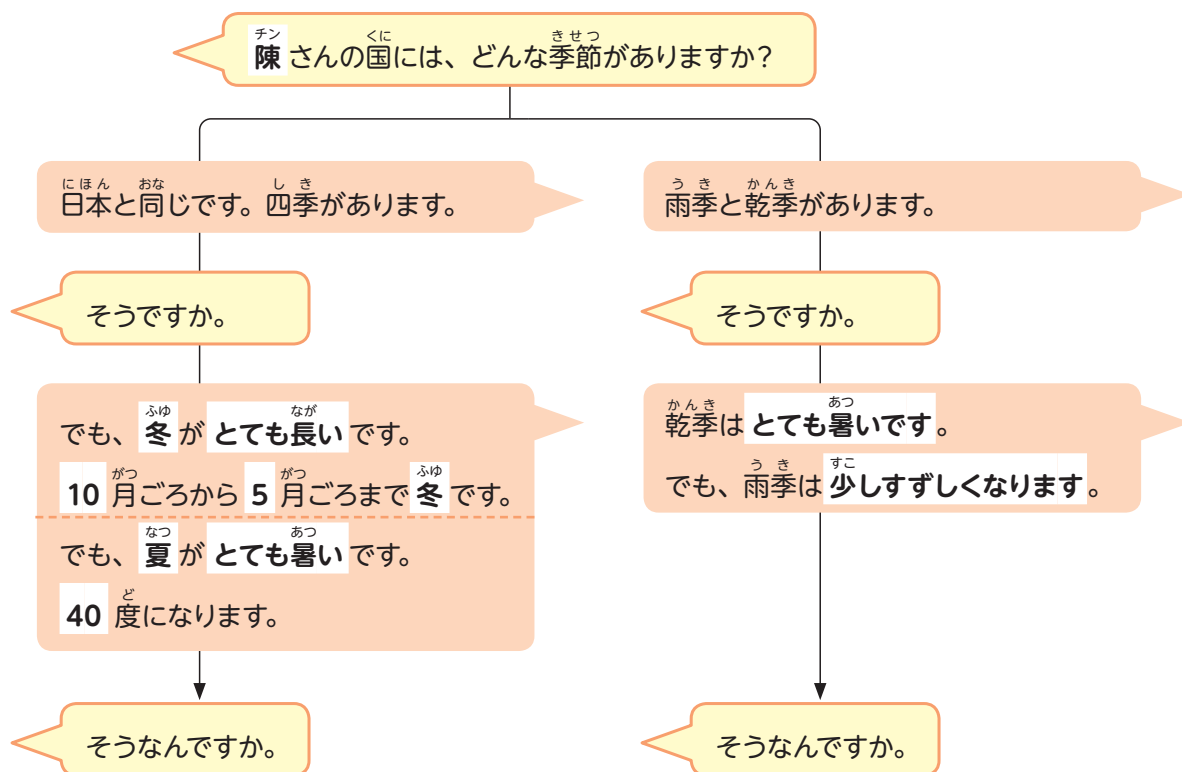 陳さんの国には、どんな季節がありますか?
日本と同じです。四季があります。
そうですか。
でも、冬がとても長いです。
10月ごろから5月ごろまで冬です。
でも、夏がとても暑いです。
40度になります。
そうなんですか。
雨季と乾季があります。
そうですか。
乾季はとても暑いです。
でも、雨季は少しすずしくなります。
そうなんですか。